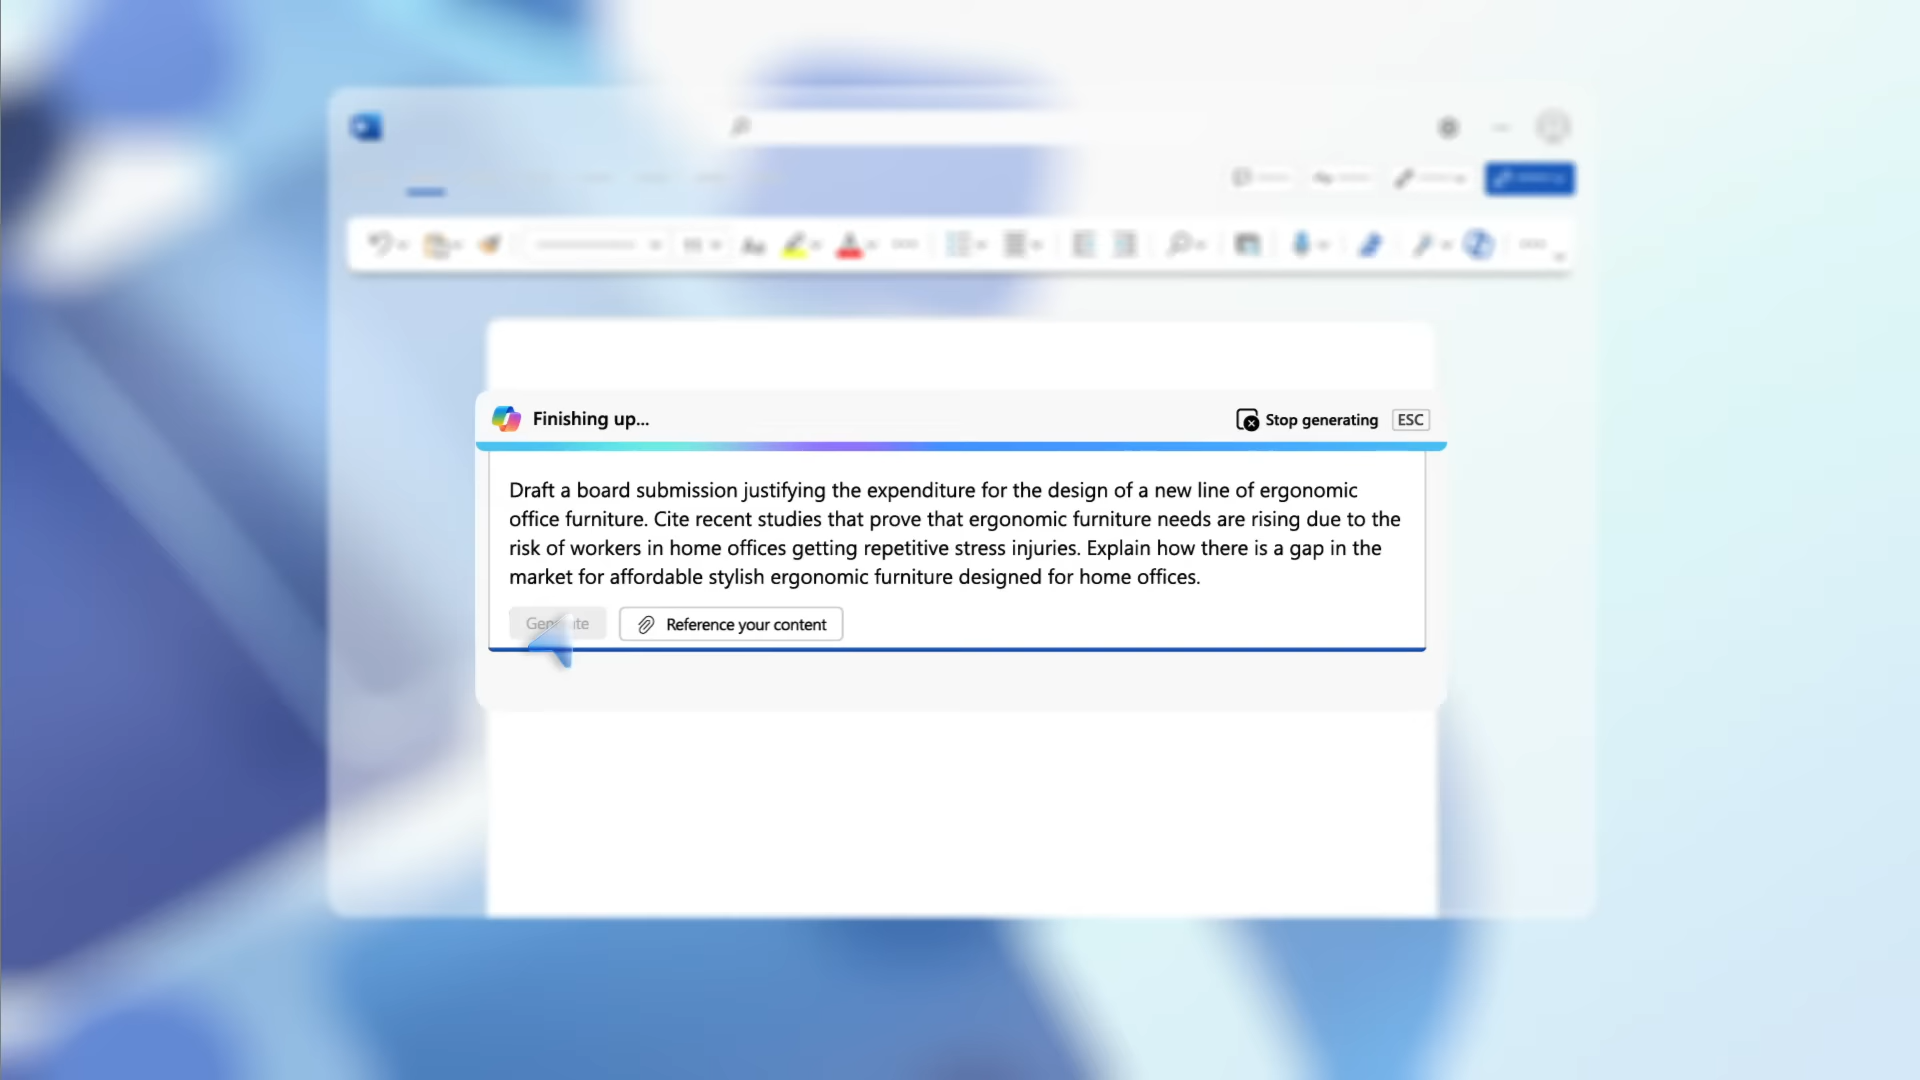 Finishing up...
Stop generating ESC
Draft a board submission justifying the expenditure for the design of a new line of ergonomic
office furniture. Cite recent studies that prove that ergonomic furniture needs are rising due to the
risk of workers in home offices getting repetitive stress injuries. Explain how there is a gap in the
market for affordable stylish ergonomic furniture designed for home offices.
Generate Reference your content